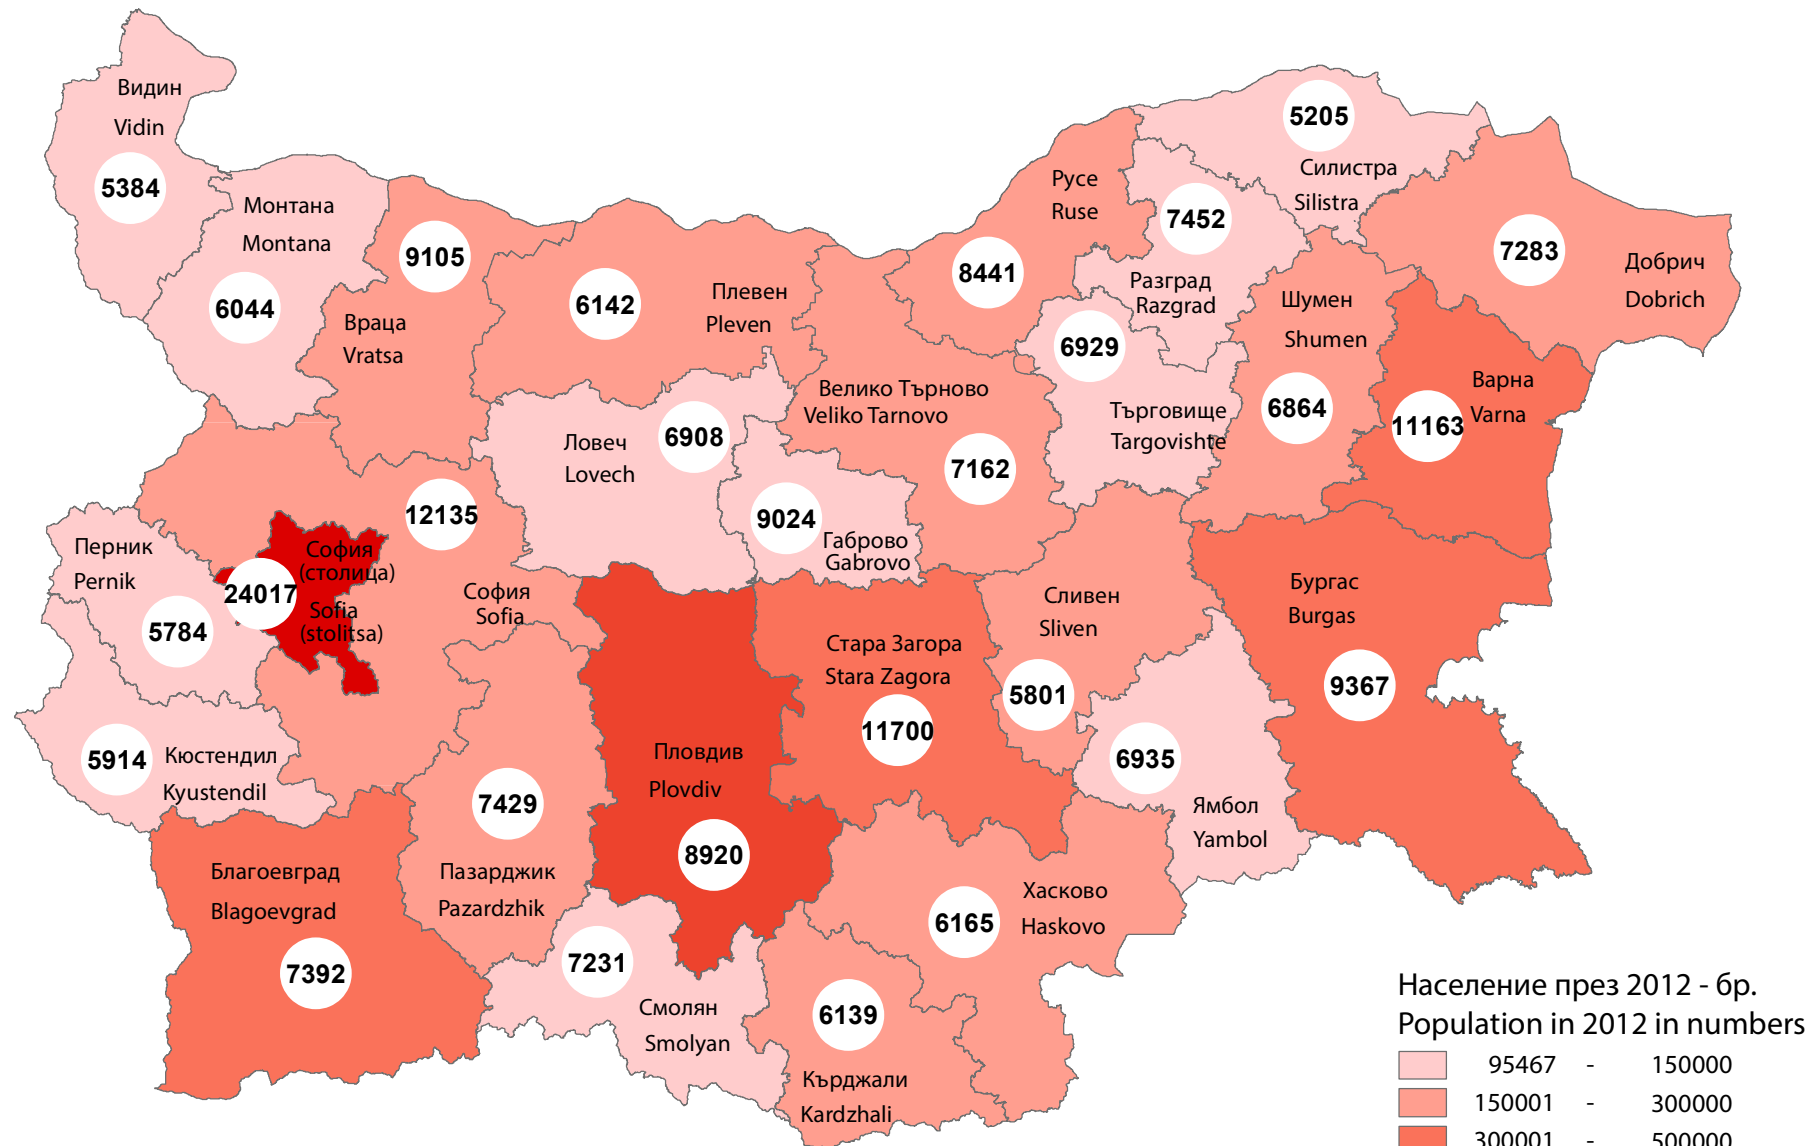 Видин
Vidin
5384
Монтана
Montana
6044
9105
Враца
Vratsa
6142
Плевен
Pleven
Русе
Ruse
8441
5205
Силистра
Silistra
7452
Разград
Razgrad
7283
Добрич
Dobrich
6929
Търговище
Targovishte
Шумен
Shumen
6864
Варна
Varna
11163
Велико Търново
Veliko Tarnovo
7162
Ловеч
Lovech
6908
9024
Габрово
Gabrovo
12135
София
Sofia
София
(столица)
24017
Sofia
(stolitsa)
Перник
Pernik
5784
5914
Кюстендил
Kyustendil
Сливен
Sliven
5801
Бургас
Burgas
9367
Стара Загора
Stara Zagora
11700
6935
Ямбол
Yambol
Пловдив
Plovdiv
8920
7429
Пазарджик
Pazardzhik
Благоевград
Blagoevgrad
7392
7231
Смолян
Smolyan
6139
Кърджали
Kardzhali
Хасково
Haskovo
6165
Население през 2012 - бр.
Population in 2012 in numbers
95467 - 150000
150001 - 300000
300001 - 500000